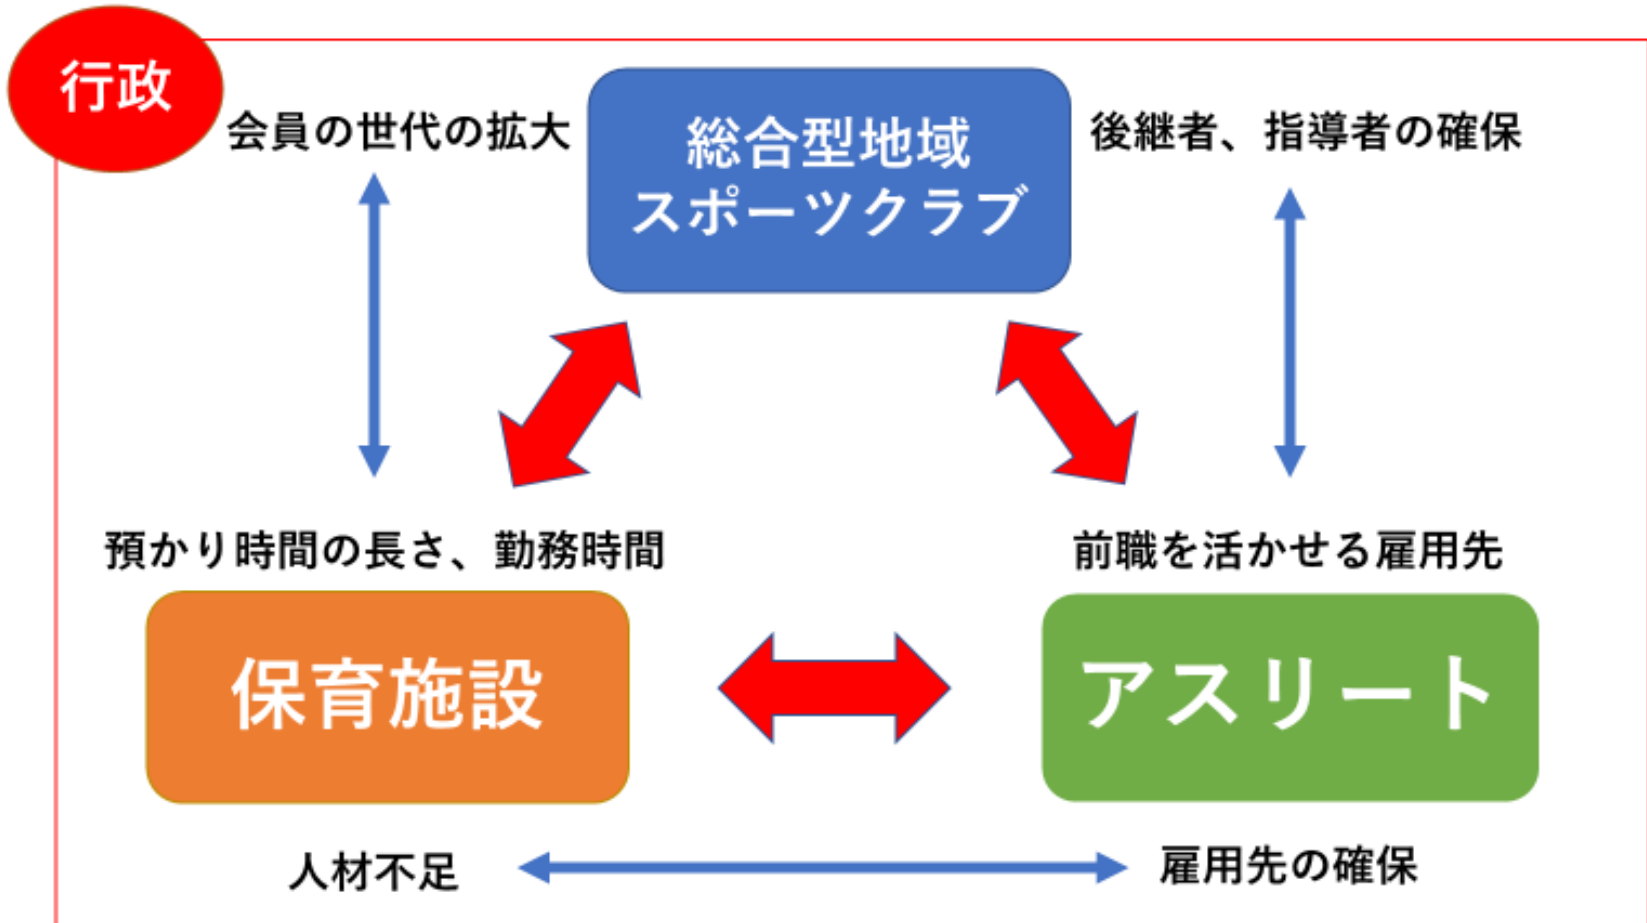 行政
会員の世代の拡大
総合型地域
スポーツクラブ
後継者、指導者の確保
預かり時間の長さ、勤務時間
前職を活かせる雇用先
保育施設
アスリート
人材不足
雇用先の確保